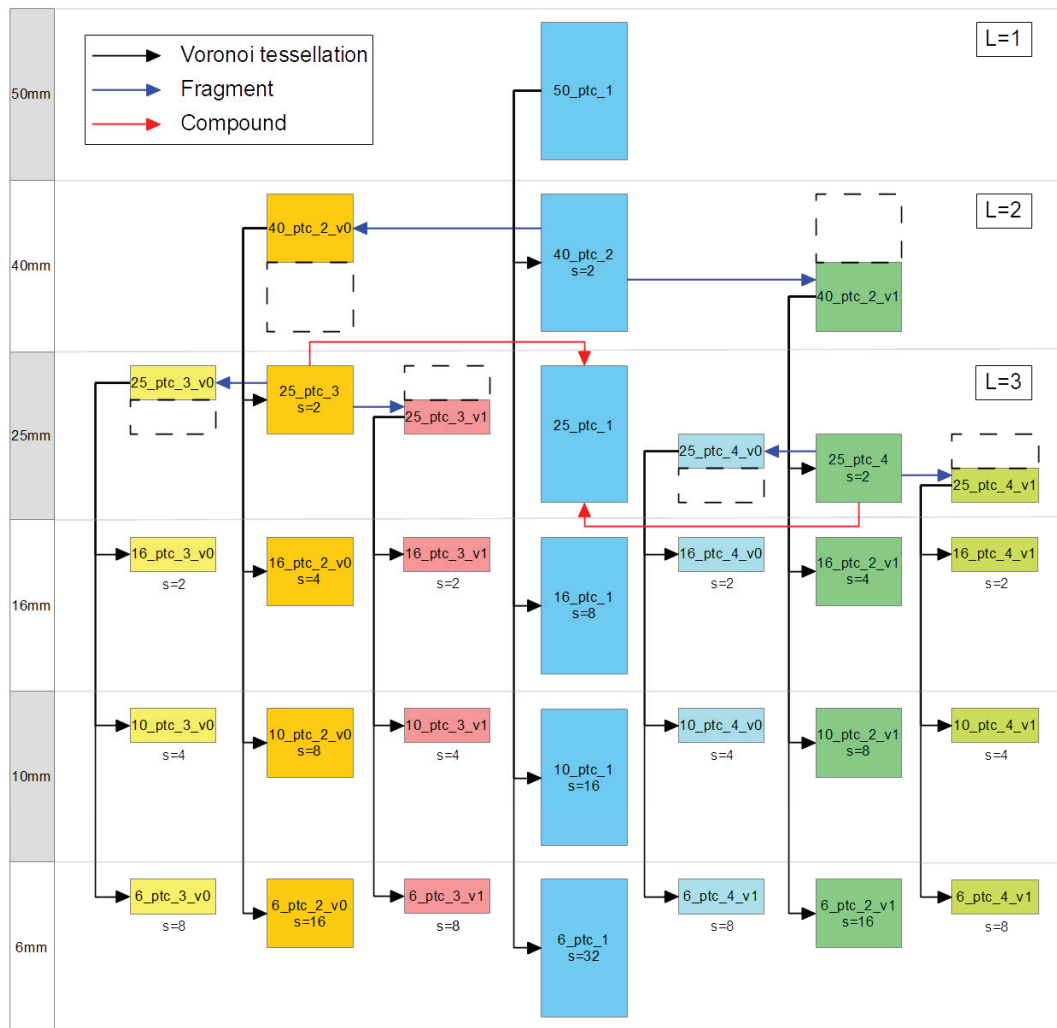 L=1
Voronoi tessellation
Fragment
Compound
50mm
50_ptc_1
L=2
40mm
40_ptc_2_v0
40_ptc_2
s=2
40_ptc_2_v1
L=3
25mm
25_ptc_3_v0
25_ptc_3
s=2
25_ptc_3_v1
25_ptc_1
25_ptc_4_v0
25_ptc_4
s=2
25_ptc_4_v1
16mm
16_ptc_3_v0
s=2
16_ptc_2_v0
s=4
16_ptc_3_v1
s=2
16_ptc_1
s=8
16_ptc_4_v0
s=2
16_ptc_2_v1
s=4
16_ptc_4_v1
s=2
10mm
10_ptc_3_v0
s=4
10_ptc_2_v0
s=8
10_ptc_3_v1
s=4
10_ptc_1
s=16
10_ptc_4_v0
s=4
10_ptc_2_v1
s=8
10_ptc_4_v1
s=4
6mm
6_ptc_3_v0
s=8
6_ptc_2_v0
s=16
6_ptc_3_v1
s=8
6_ptc_1
s=32
6_ptc_4_v1
s=8
6_ptc_2_v1
s=16
6_ptc_4_v1
s=8